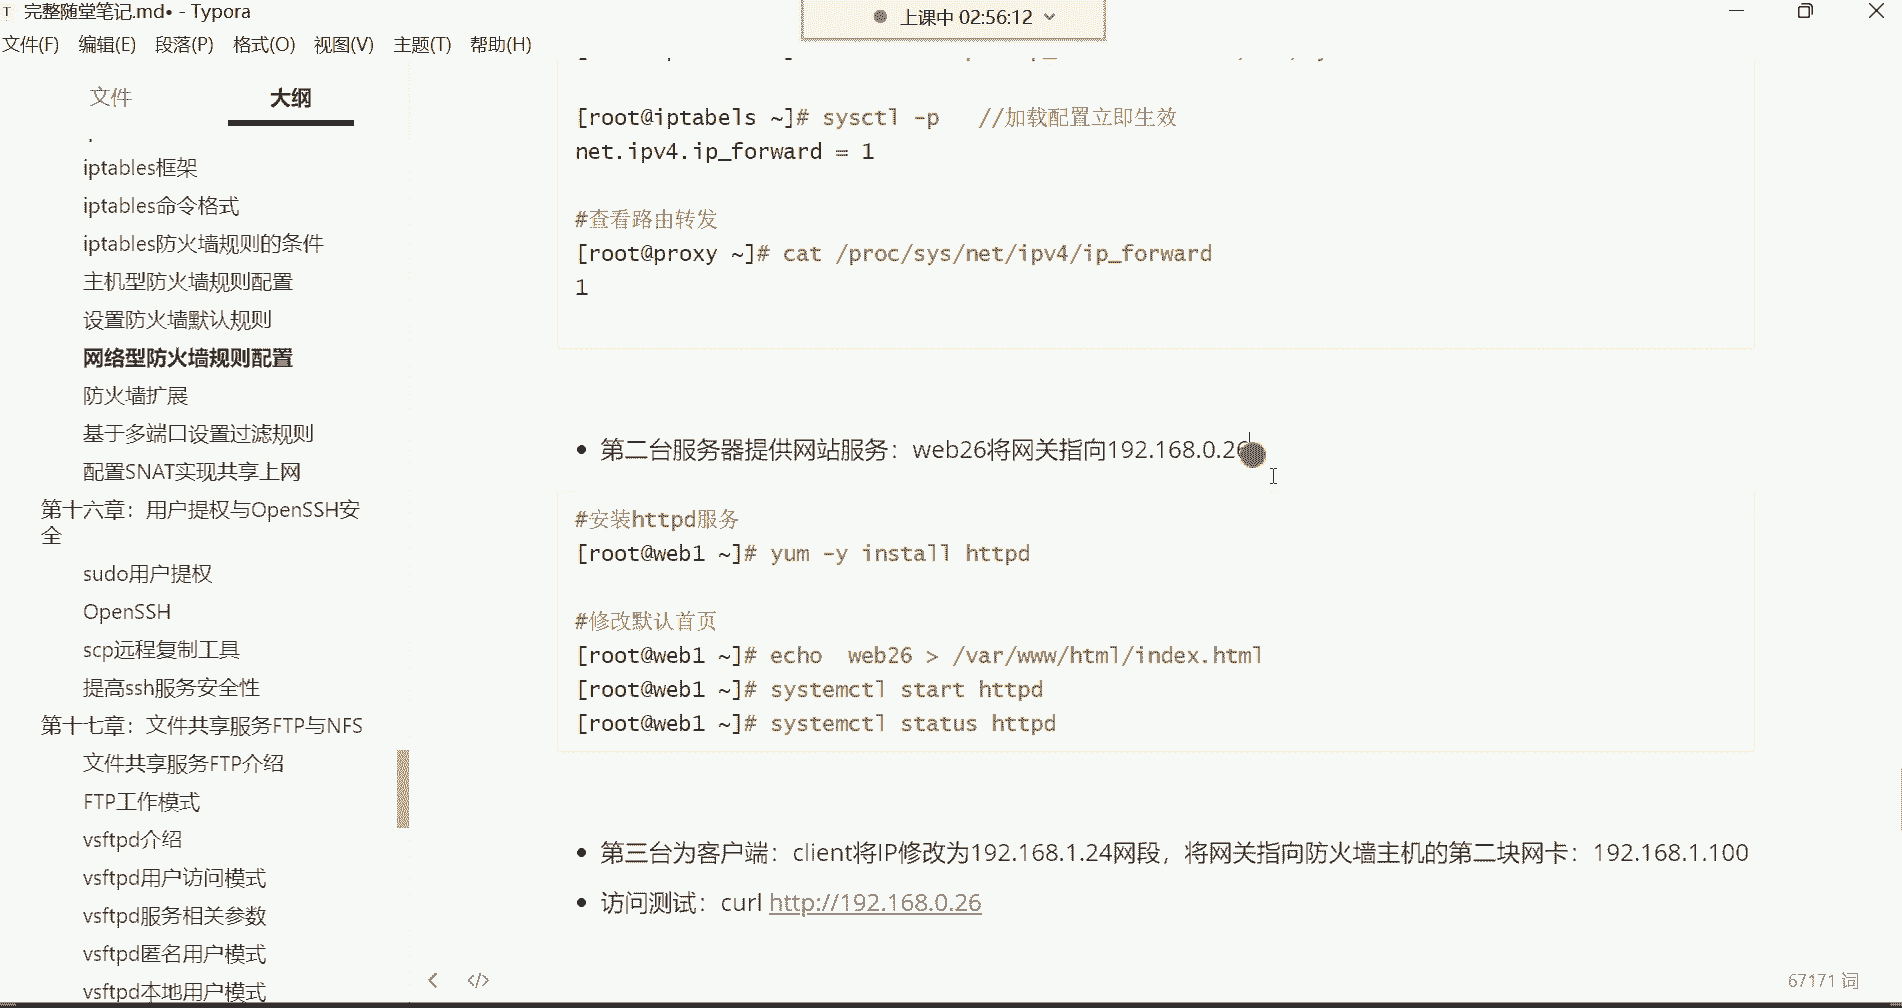 完整随堂笔记.md• - Typora
上课中 02:56:12
文件(F) 编辑(E) 段落(P) 格式(O) 视图(V) 主题(T) 帮助(H)
文件 大纲
iptables框架
iptables命令格式
iptables防火墙规则的条件
主机型防火墙规则配置
设置防火墙默认规则
网络型防火墙规则配置
防火墙扩展
基于多端口设置过滤规则
配置SNAT实现共享上网
第十六章：用户提权与OpenSSH安
全
sudo用户提权
OpenSSH
scp远程复制工具
提高ssh服务安全性
第十七章：文件共享服务FTP与NFS
文件共享服务FTP介绍
FTP工作模式
vsftpd介绍
vsftpd用户访问模式
vsftpd服务相关参数
vsftpd匿名用户模式
vsftpd本地用户模式
[root@iptabels ~]# sysctl -p   //加载配置立即生效
net.ipv4.ip_forward = 1
#查看路由转发
[root@proxy ~]# cat /proc/sys/net/ipv4/ip_forward
1
• 第二台服务器提供网站服务：web26将网关指向192.168.0.26
#安装httpd服务
[root@web1 ~]# yum -y install httpd
#修改默认首页
[root@web1 ~]# echo  web26 > /var/www/html/index.html
[root@web1 ~]# systemctl start httpd
[root@web1 ~]# systemctl status httpd
• 第三台为客户端：client将IP修改为192.168.1.24网段，将网关指向防火墙主机的第二块网卡：192.168.1.100
• 访问测试：curl http://192.168.0.26
67171 词